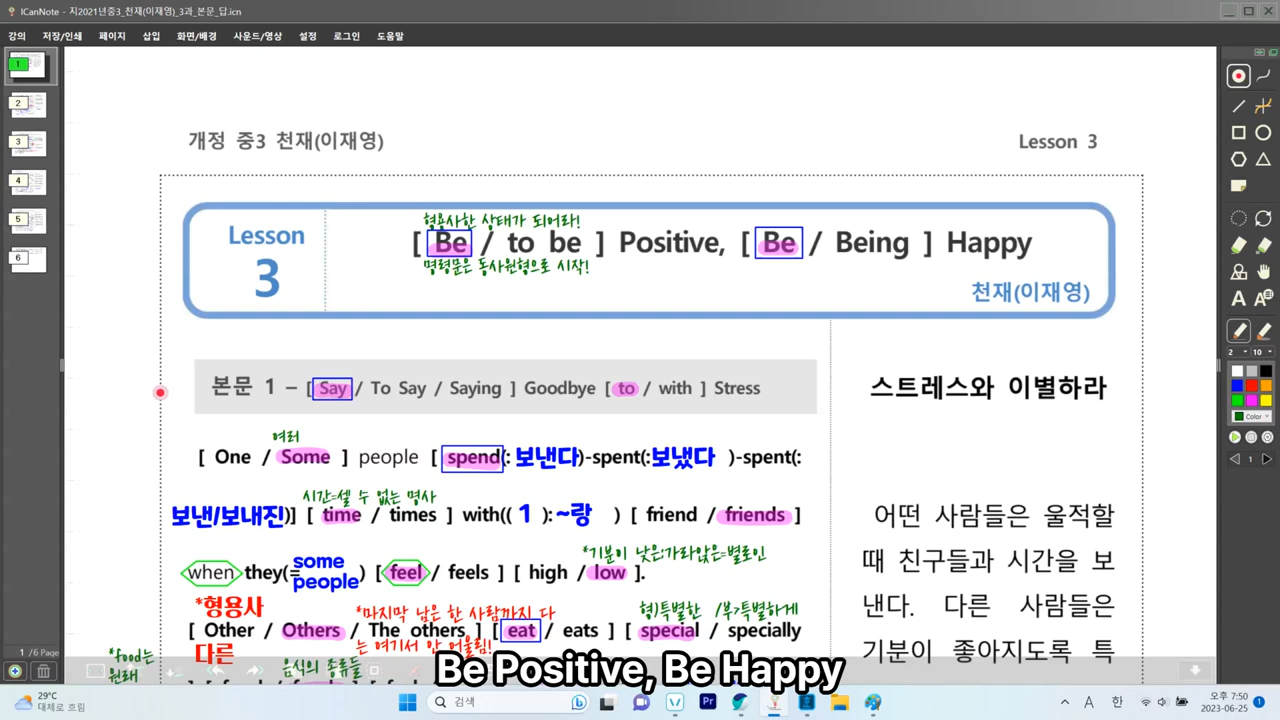 ICanNote - 지2021년중3_천재(이재영)_3과_본문_답.icn
강의 저장/인쇄 페이지 삽입 화면/배경 사운드/영상 설정 로그인 도움말
1
2
3
4
5
6
개정 중3 천재(이재영)
Lesson 3
형용사한 상태가 되어라!
Lesson 3
[ Be / to be ] Positive, [ Be / Being ] Happy
명령문은 동사원형으로 시작!
천재(이재영)
본문 1 – [ Say / To Say / Saying ] Goodbye [ to / with ] Stress
스트레스와 이별하라
여러
[ One / Some ] people [ spend(: 보낸다)-spent(:보냈다 )-spent(:
시간=셀 수 없는 명사
보낸/보내진)] [ time / times ] with(( 1 ):~랑 ) [ friend / friends ]
*기분이 낮은:가라앉은=별로인
when they(=some people) [ feel / feels ] [ high / low ].
*형용사
*마지막 남은 한 사람까지 다
형)특별한 /부>특별하게
[ Other / Others / The others ] [ eat / eats ] [ special / specially
다른
는 여기서 안 어울림!
*food는
원래
음식의 종류들
어떤 사람들은 울적할
때 친구들과 시간을 보
낸다. 다른 사람들은
기분이 좋아지도록 특
Be Positive, Be Happy
2 10
Color
1
1 /6 Page
29°C
대체로 흐림
검색
A 한
오후 7:50
2023-06-25